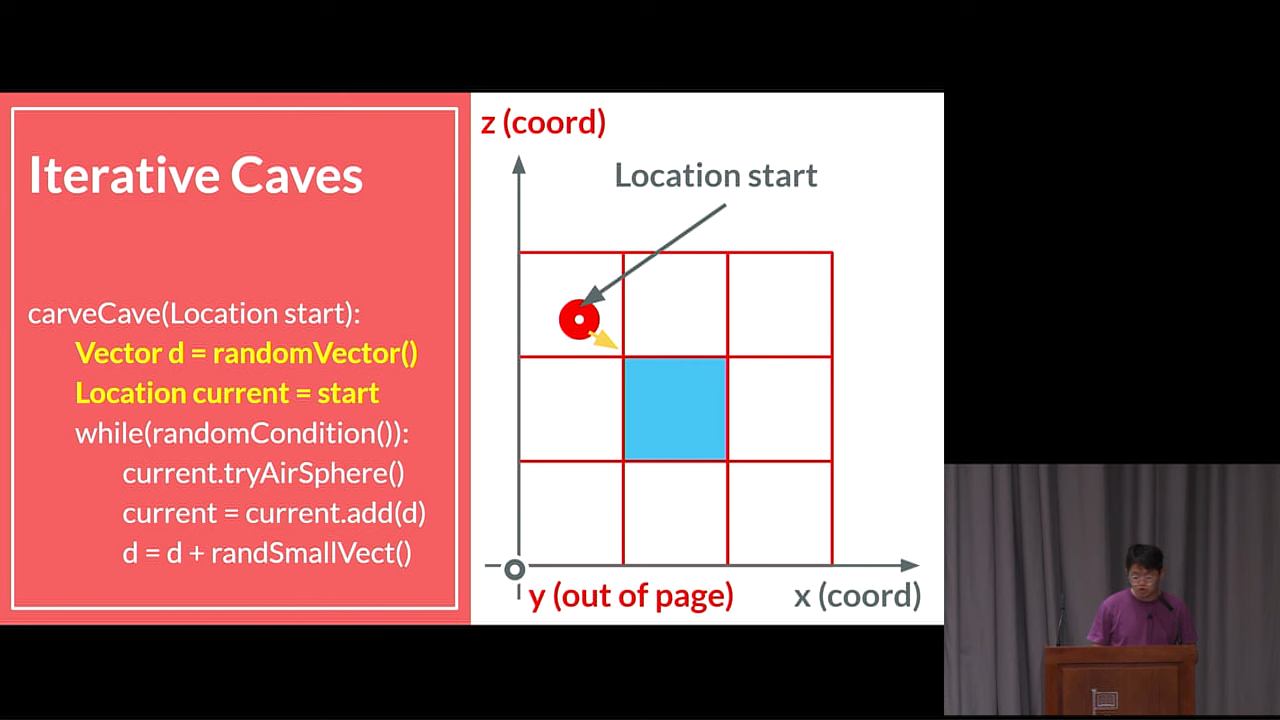 Iterative Caves
carveCave(Location start):
Vector d = randomVector()
Location current = start
while(randomCondition()):
current.tryAirSphere()
current = current.add(d)
d = d + randSmallVect()
z (coord)
Location start
y (out of page)
x (coord)